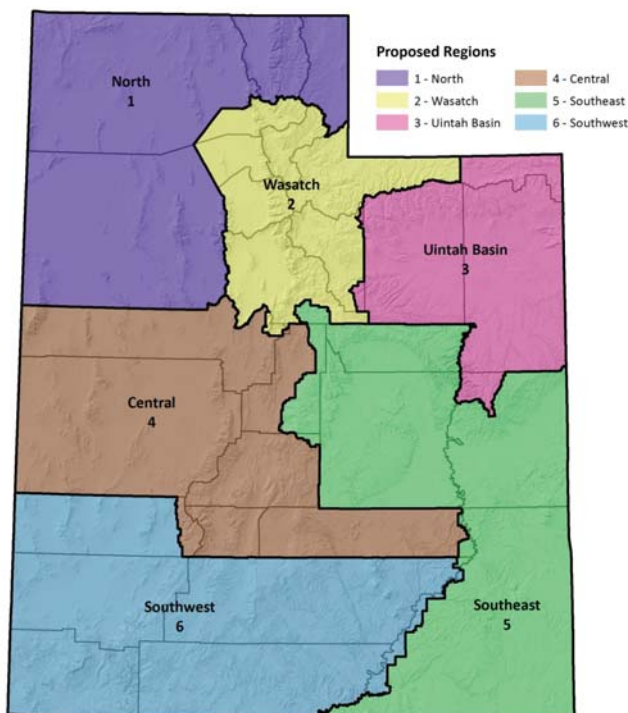 Proposed Regions
1 - North
2 - Wasatch
3 - Uintah Basin
4 - Central
5 - Southeast
6 - Southwest
North
1
Wasatch
2
Uintah Basin
3
Central
4
Southwest
6
Southeast
5